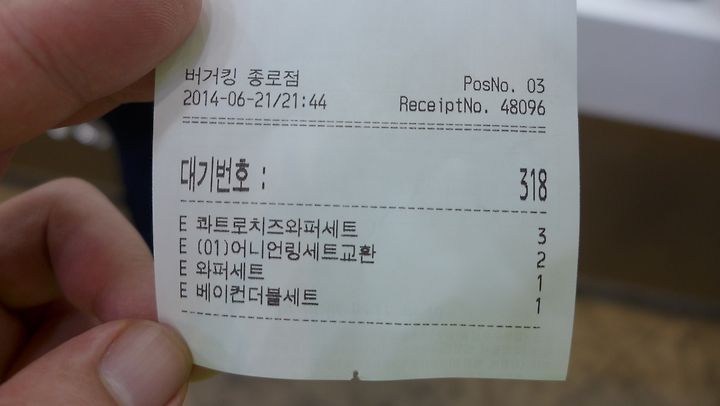 버거킹 종로점 PosNo. 03
2014-06-21/21:44 ReceiptNo. 48096
대기번호 : 318
E 콰트로치즈와퍼세트 3
E (01)어니언링세트교환 2
E 와퍼세트 1
E 베이컨더블세트 1